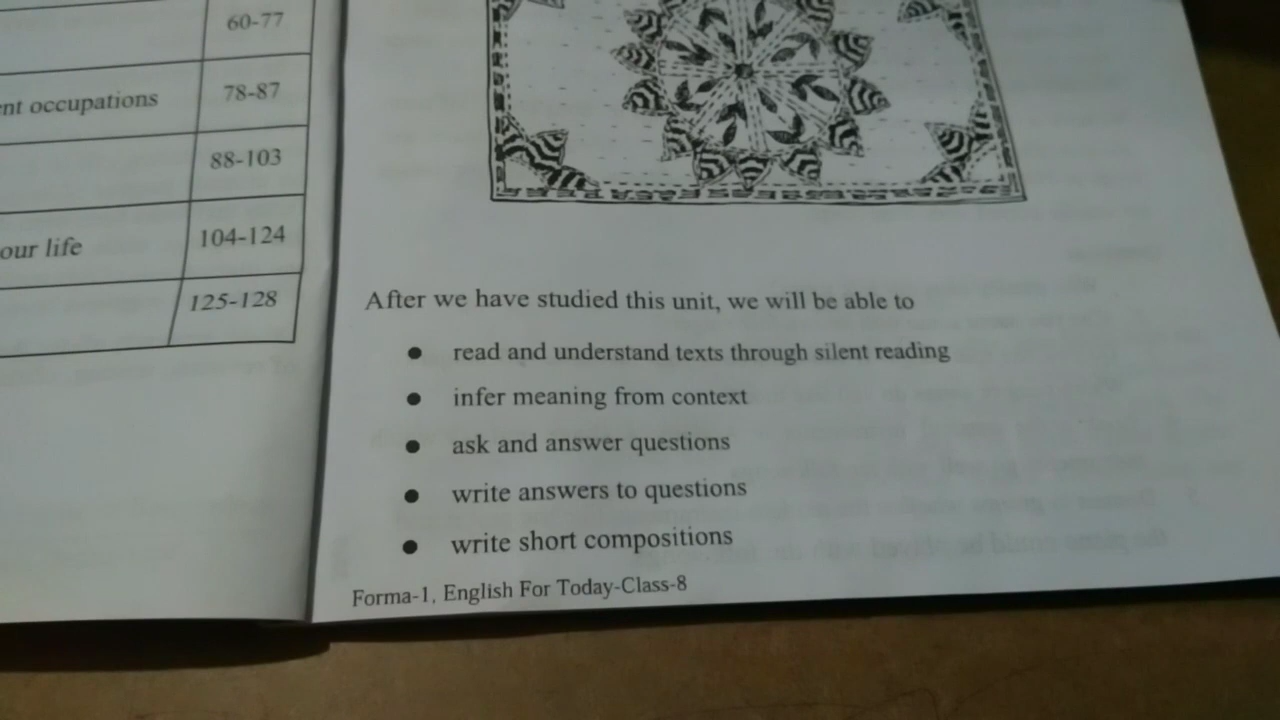 60-77
nt occupations 78-87
88-103
our life 104-124
125-128
After we have studied this unit, we will be able to
● read and understand texts through silent reading
● infer meaning from context
● ask and answer questions
● write answers to questions
● write short compositions
Forma-1, English For Today-Class-8